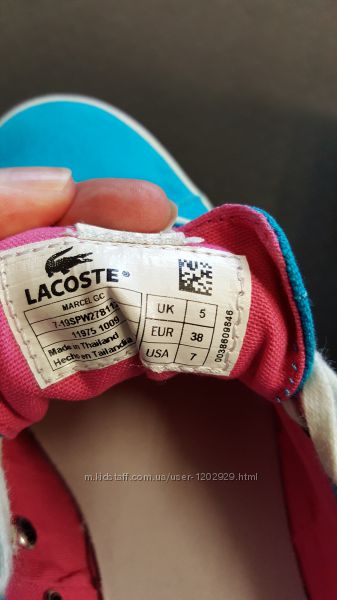 LACOSTE®
MARCEL GC
7-19SPW2781
11975 1009
Made in Thailand
Hecho en Tailandia
UK 5
EUR 38
USA 7
0038609846
m.kidstaff.com.ua/user-1202929.html